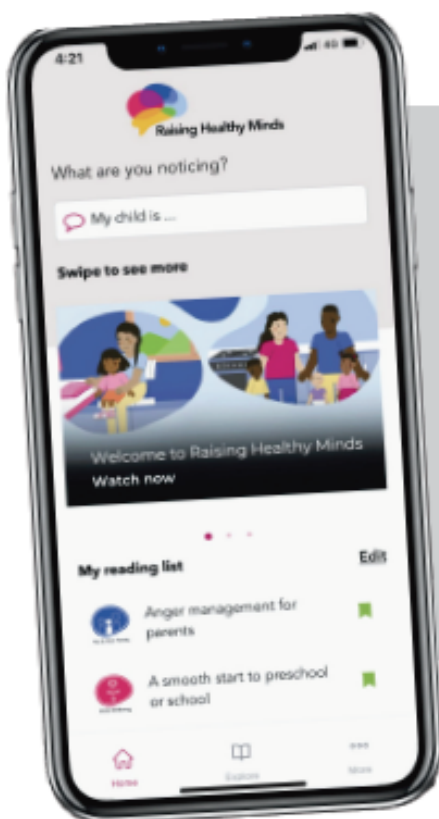 4:21
4G
Raising Healthy Minds
What are you noticing?
My child is ...
Swipe to see more
Welcome to Raising Healthy Minds
Watch now
My reading list
Edit
Anger management for
parents
A smooth start to preschool
or school
Home
Explore
More